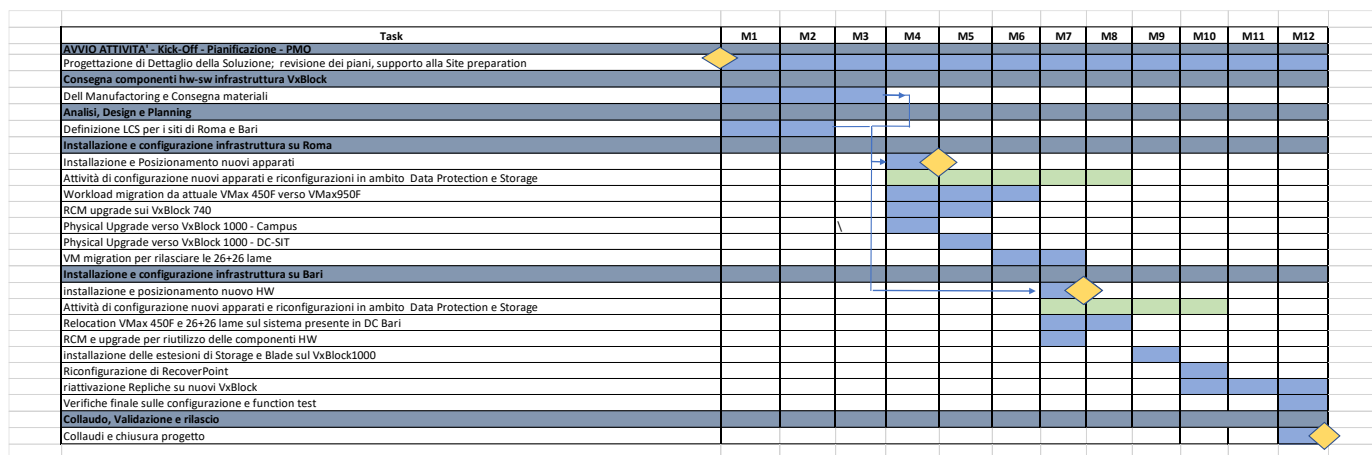 Task M1 M2 M3 M4 M5 M6 M7 M8 M9 M10 M11 M12
AVVIO ATTIVITA' - Kick-Off - Pianificazione - PMO
Progettazione di Dettaglio della Soluzione; revisione dei piani, supporto alla Site preparation
Consegna componenti hw-sw infrastruttura VxBlock
Dell Manufactoring e Consegna materiali
Analisi, Design e Planning
Definizione LCS per i siti di Roma e Bari
Installazione e configurazione infrastruttura su Roma
Installazione e Posizionamento nuovi apparati
Attività di configurazione nuovi apparati e riconfigurazioni in ambito Data Protection e Storage
Workload migration da attuale VMax 450F verso VMax950F
RCM upgrade sui VxBlock 740
Physical Upgrade verso VxBlock 1000 - Campus \
Physical Upgrade verso VxBlock 1000 - DC-SIT
VM migration per rilasciare le 26+26 lame
Installazione e configurazione infrastruttura su Bari
installazione e posizionamento nuovo HW
Attività di configurazione nuovi apparati e riconfigurazioni in ambito Data Protection e Storage
Relocation VMax 450F e 26+26 lame sul sistema presente in DC Bari
RCM e upgrade per riutilizzo delle componenti HW
installazione delle estesioni di Storage e Blade sul VxBlock1000
Riconfigurazione di RecoverPoint
riattivazione Repliche su nuovi VxBlock
Verifiche finale sulle configurazione e function test
Collaudo, Validazione e rilascio
Collaudi e chiusura progetto